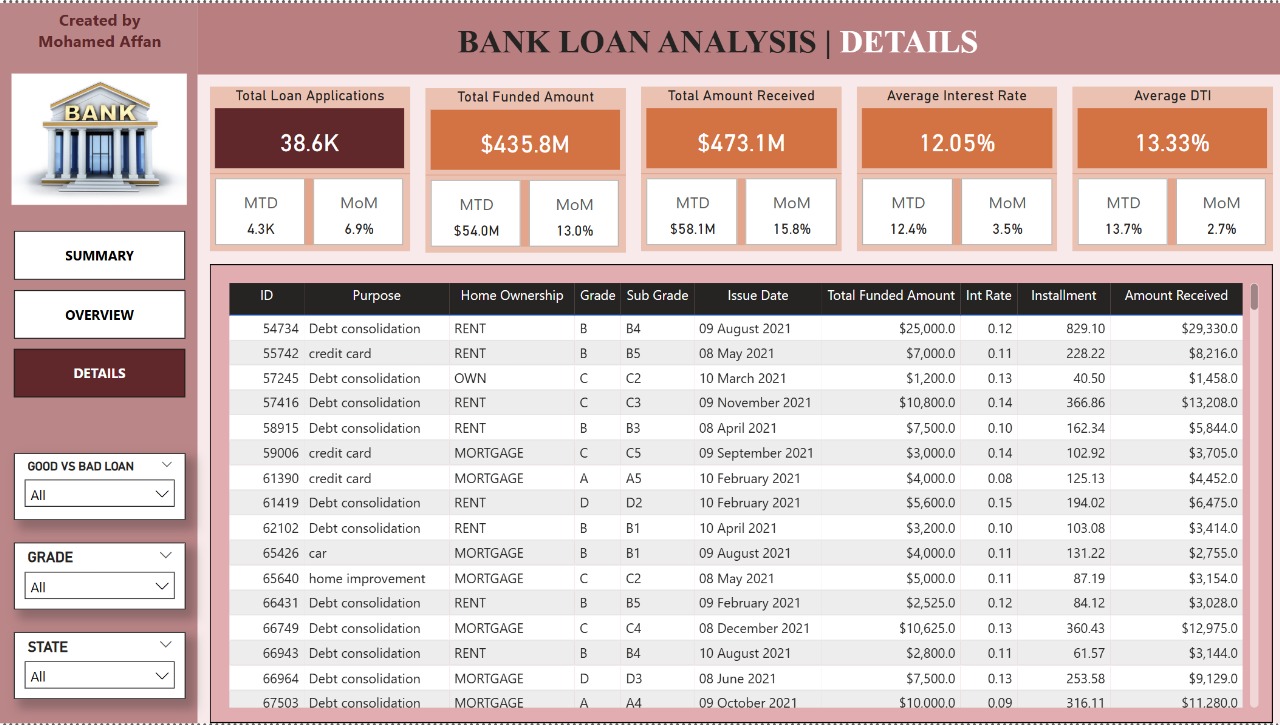 Created by
Mohamed Affan
BANK
SUMMARY
OVERVIEW
DETAILS
GOOD VS BAD LOAN
All
GRADE
All
STATE
All
BANK LOAN ANALYSIS | DETAILS
Total Loan Applications
38.6K
MTD MoM
4.3K 6.9%
Total Funded Amount
$435.8M
MTD MoM
$54.0M 13.0%
Total Amount Received
$473.1M
MTD MoM
$58.1M 15.8%
Average Interest Rate
12.05%
MTD MoM
12.4% 3.5%
Average DTI
13.33%
MTD MoM
13.7% 2.7%
ID Purpose Home Ownership Grade Sub Grade Issue Date Total Funded Amount Int Rate Installment Amount Received
54734 Debt consolidation RENT B B4 09 August 2021 $25,000.0 0.12 829.10 $29,330.0
55742 credit card RENT B B5 08 May 2021 $7,000.0 0.11 228.22 $8,216.0
57245 Debt consolidation OWN C C2 10 March 2021 $1,200.0 0.13 40.50 $1,458.0
57416 Debt consolidation RENT C C3 09 November 2021 $10,800.0 0.14 366.86 $13,208.0
58915 Debt consolidation RENT B B3 08 April 2021 $7,500.0 0.10 162.34 $5,844.0
59006 credit card MORTGAGE C C5 09 September 2021 $3,000.0 0.14 102.92 $3,705.0
61390 credit card MORTGAGE A A5 10 February 2021 $4,000.0 0.08 125.13 $4,452.0
61419 Debt consolidation RENT D D2 10 February 2021 $5,600.0 0.15 194.02 $6,475.0
62102 Debt consolidation RENT B B1 10 April 2021 $3,200.0 0.10 103.08 $3,414.0
65426 car MORTGAGE B B1 09 August 2021 $4,000.0 0.11 131.22 $2,755.0
65640 home improvement MORTGAGE C C2 08 May 2021 $5,000.0 0.11 87.19 $3,154.0
66431 Debt consolidation RENT B B5 09 February 2021 $2,525.0 0.12 84.12 $3,028.0
66749 Debt consolidation MORTGAGE C C4 08 December 2021 $10,625.0 0.13 360.43 $12,975.0
66943 Debt consolidation RENT B B4 10 August 2021 $2,800.0 0.11 61.57 $3,144.0
66964 Debt consolidation MORTGAGE D D3 08 June 2021 $7,500.0 0.13 253.58 $9,129.0
67503 Debt consolidation MORTGAGE A A4 09 October 2021 $10,000.0 0.09 316.11 $11,280.0